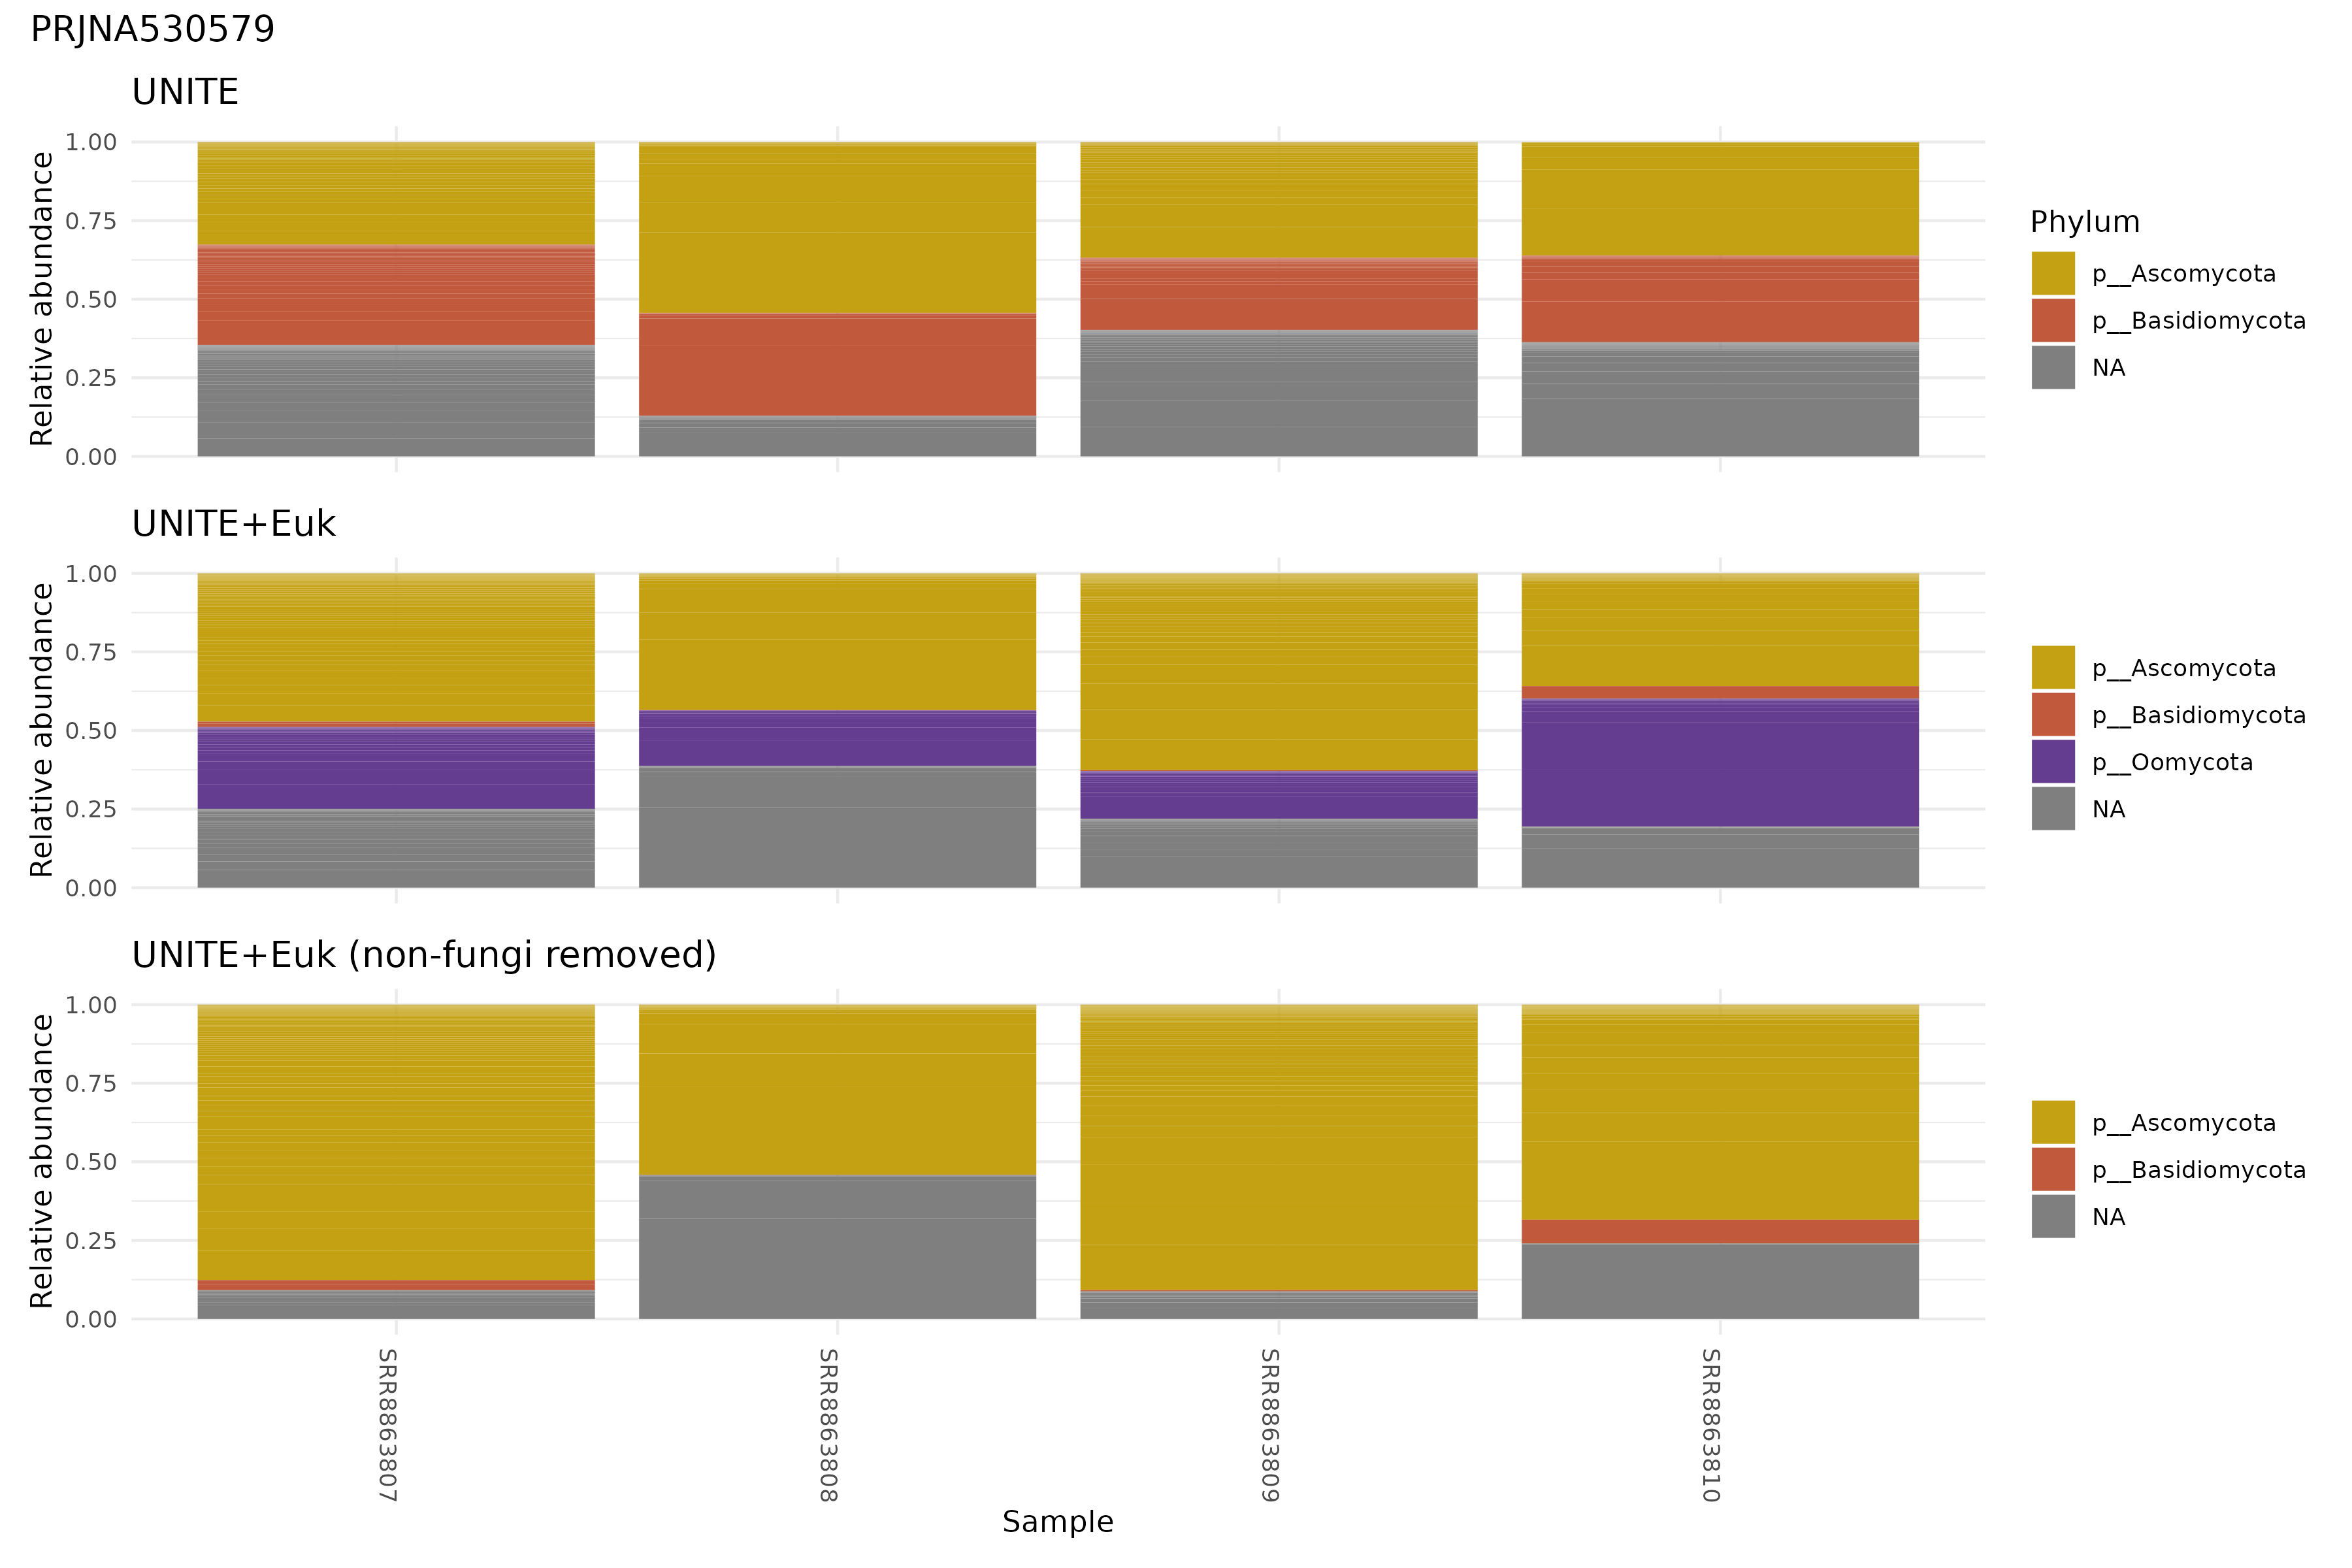 PRJNA530579
UNITE
Relative abundance
1.00
0.75
0.50
0.25
0.00
Phylum
p__Ascomycota
p__Basidiomycota
NA
UNITE+Euk
Relative abundance
1.00
0.75
0.50
0.25
0.00
p__Ascomycota
p__Basidiomycota
p__Oomycota
NA
UNITE+Euk (non-fungi removed)
Relative abundance
1.00
0.75
0.50
0.25
0.00
p__Ascomycota
p__Basidiomycota
NA
SRR8863807
SRR8863808
SRR8863809
SRR8863810
Sample